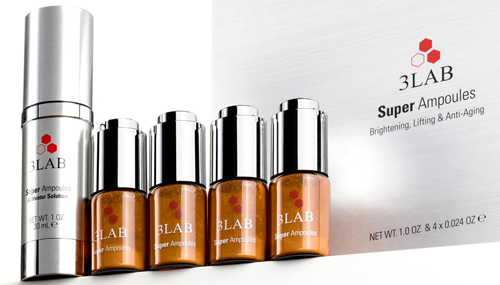 3LAB
Super Ampoules
Activator Solution
NET WT. 1 OZ.
30 mL ℮
3LAB
Super Ampoules
3LAB
Super Ampoules
3LAB
Super Ampoules
3LAB
Super Ampoules
3LAB
Super Ampoules
Brightening, Lifting & Anti-Aging
NET WT. 1.0 OZ. & 4 x 0.024 OZ ℮